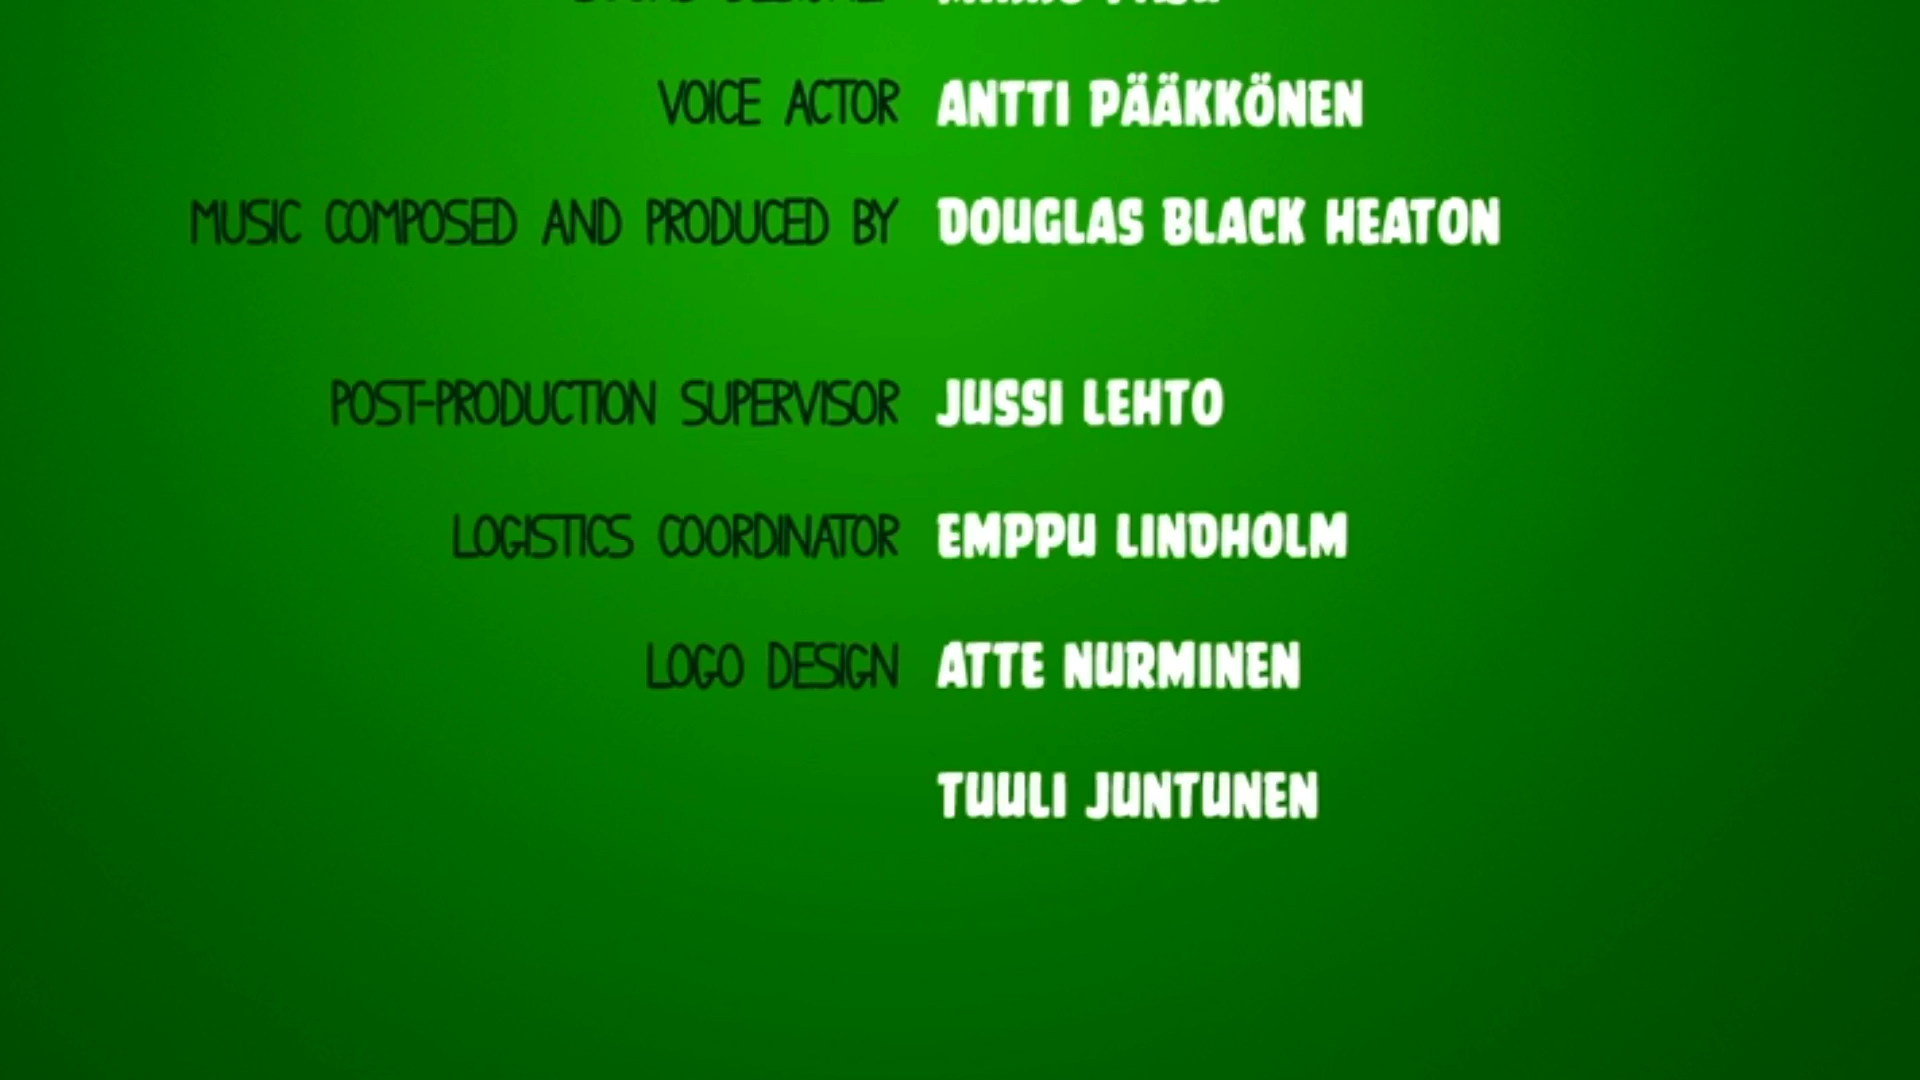 VOICE ACTOR ANTTI PÄÄKKÖNEN
MUSIC COMPOSED AND PRODUCED BY DOUGLAS BLACK HEATON
POST-PRODUCTION SUPERVISOR JUSSI LEHTO
LOGISTICS COORDINATOR EMPPU LINDHOLM
LOGO DESIGN ATTE NURMINEN
TUULI JUNTUNEN